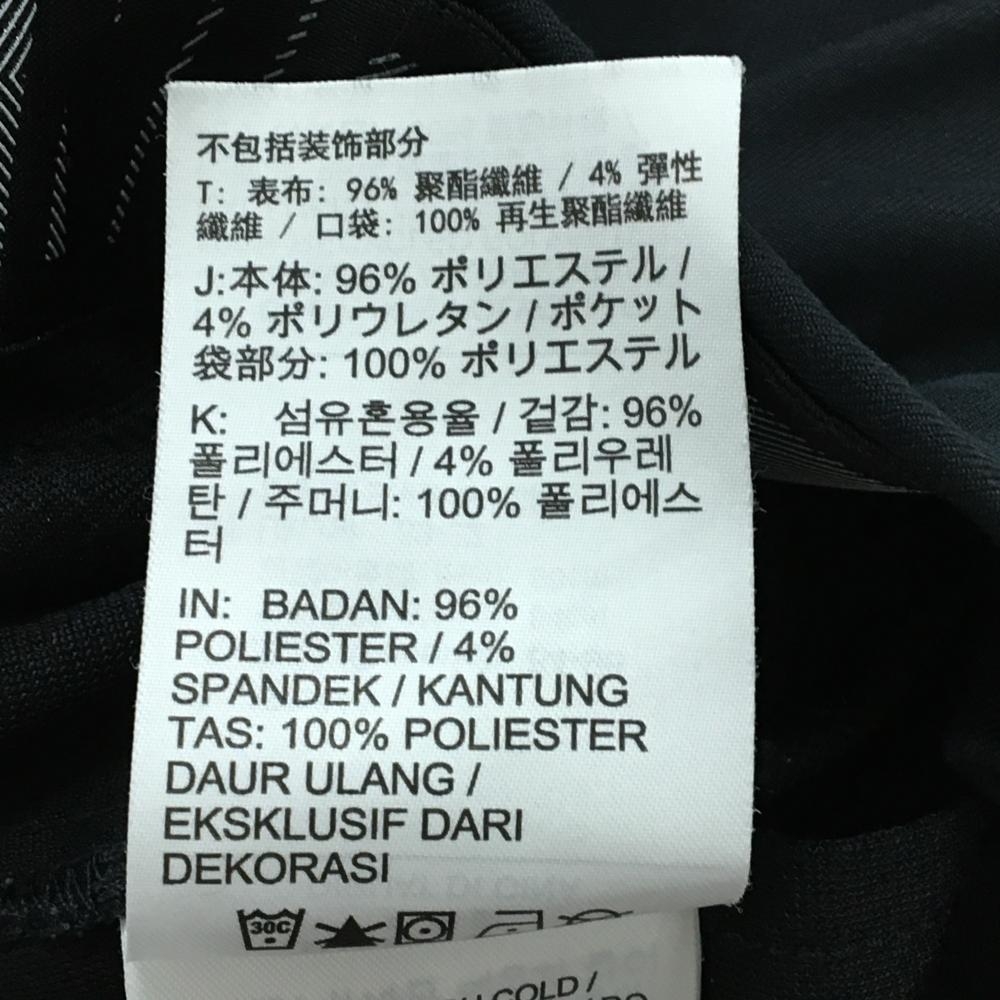 不包括装饰部分
T: 表布: 96% 聚酯纖維 / 4% 彈性
纖維 / 口袋: 100% 再生聚酯纖維
J:本体: 96% ポリエステル /
4% ポリウレタン / ポケット
袋部分: 100% ポリエステル
K: 섬유혼용율 / 겉감: 96%
폴리에스터 / 4% 폴리우레
탄 / 주머니: 100% 폴리에스
터
IN: BADAN: 96%
POLIESTER / 4%
SPANDEK / KANTUNG
TAS: 100% POLIESTER
DAUR ULANG /
EKSKLUSIF DARI
DEKORASI
30C
COLD /